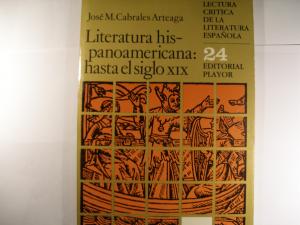 José M. Cabrales Arteaga
Literatura his-
panoamericana:
hasta el siglo XIX
LECTURA
CRITICA
DE LA
LITERATURA
ESPAÑOLA
24
EDITORIAL
PLAYOR